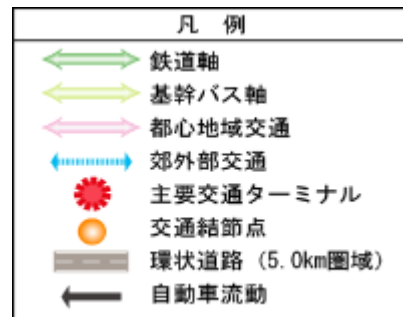 凡 例
鉄道軸
基幹バス軸
都心地域交通
郊外部交通
主要交通ターミナル
交通結節点
環状道路（5.0km圏域）
自動車流動